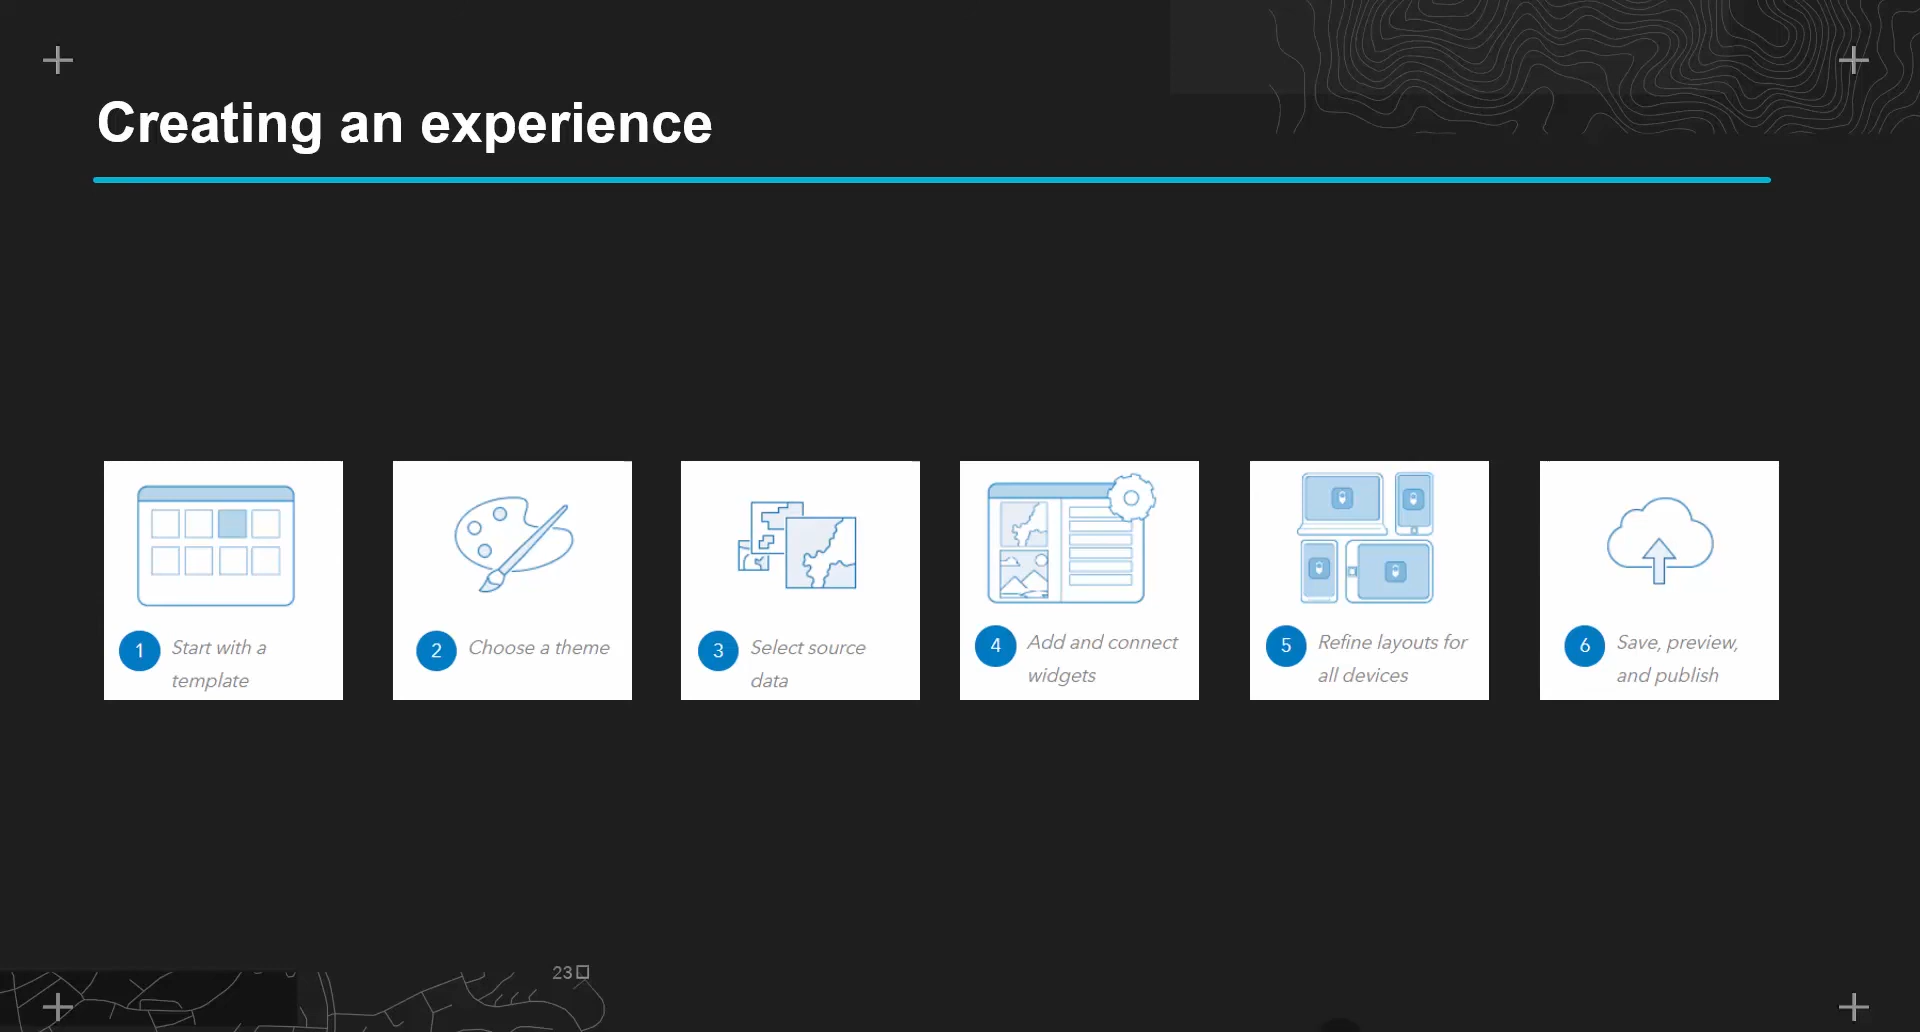 Creating an experience
1 Start with a
template
2 Choose a theme
3 Select source
data
4 Add and connect
widgets
5 Refine layouts for
all devices
6 Save, preview,
and publish
23